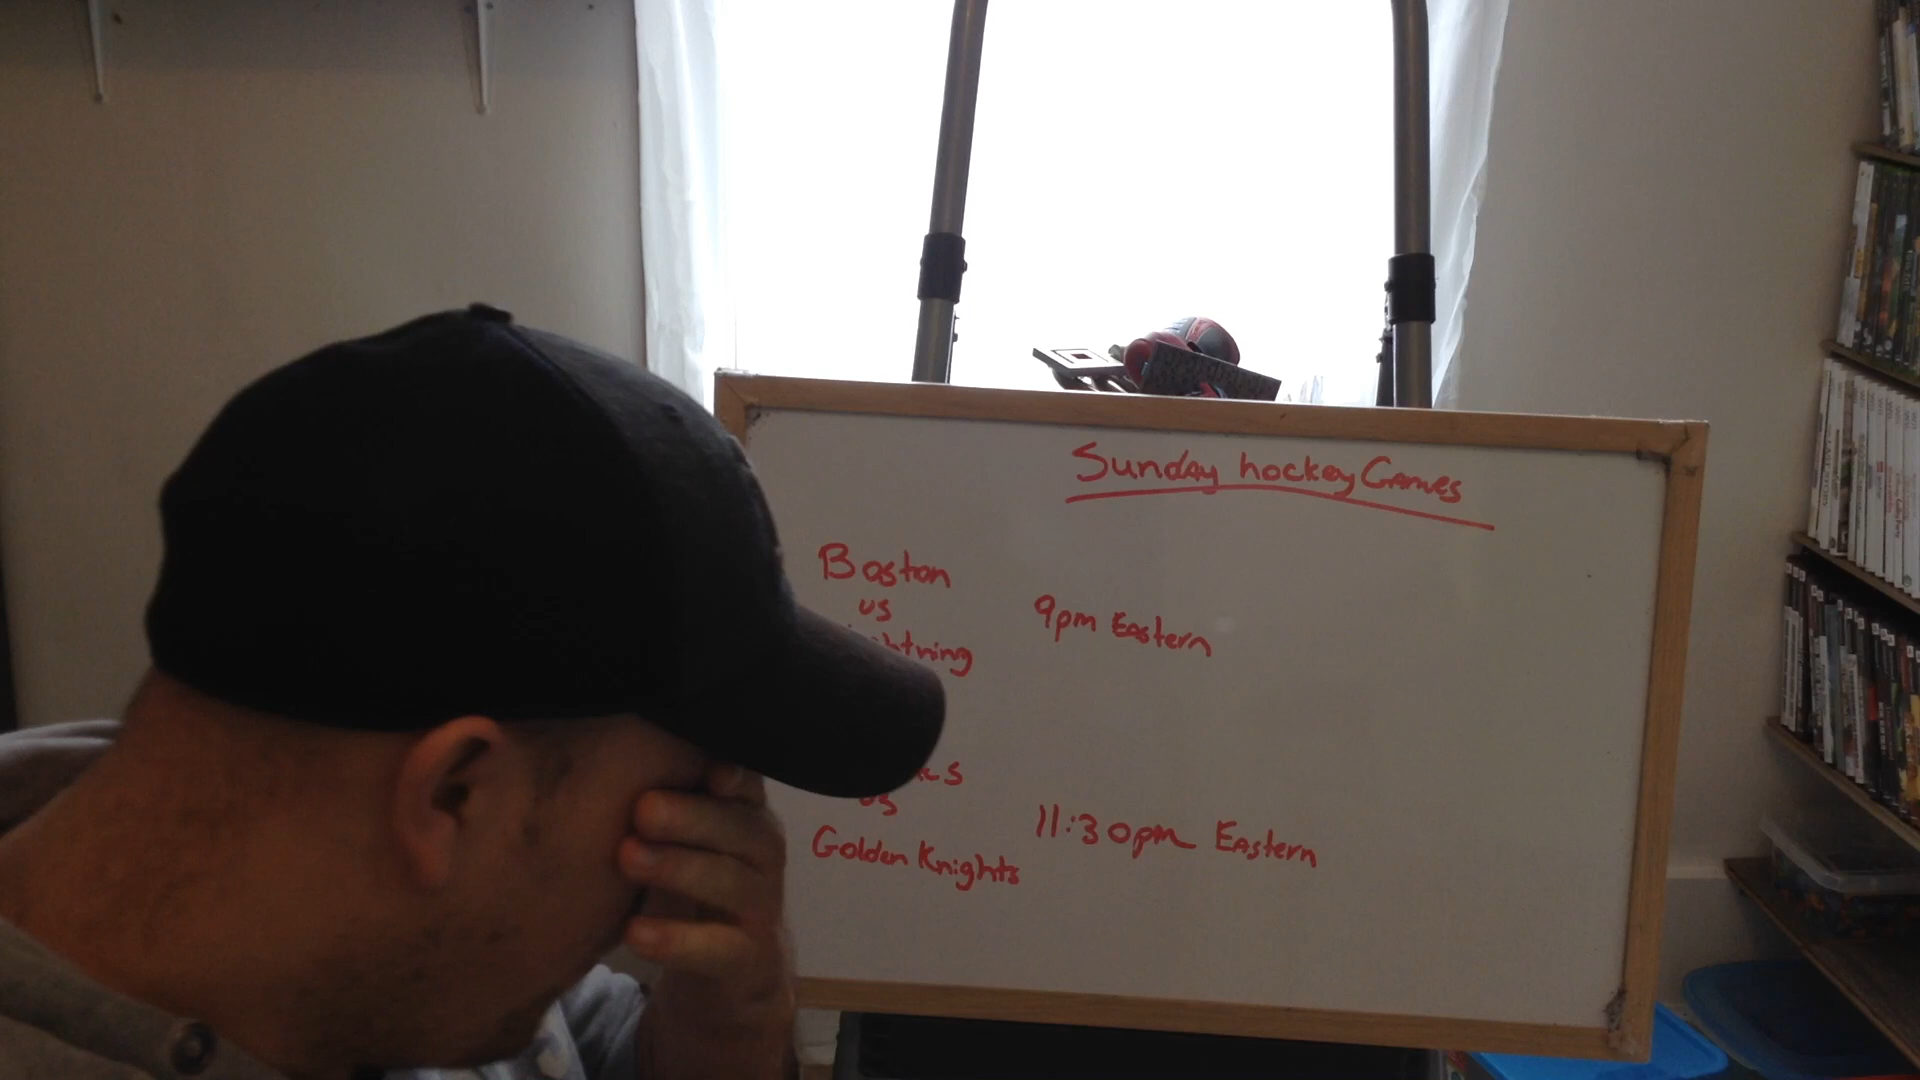 Sunday hockey Games
Boston
vs
9pm Eastern
vs
11:30pm Eastern
Golden Knights